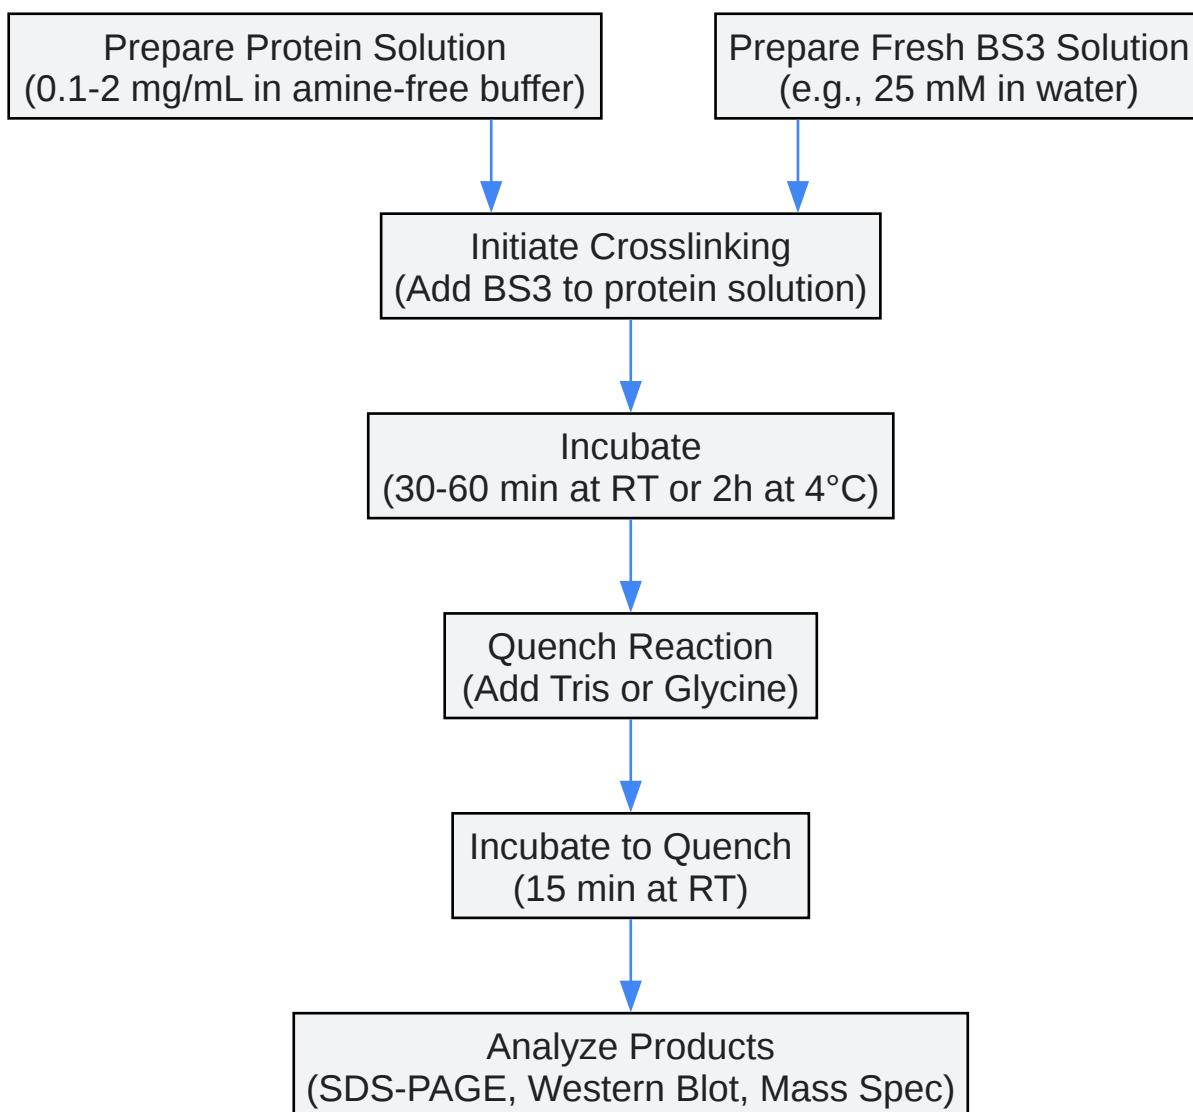 Prepare Protein Solution
(0.1-2 mg/mL in amine-free buffer)
Prepare Fresh BS3 Solution
(e.g., 25 mM in water)
Initiate Crosslinking
(Add BS3 to protein solution)
Incubate
(30-60 min at RT or 2h at 4°C)
Quench Reaction
(Add Tris or Glycine)
Incubate to Quench
(15 min at RT)
Analyze Products
(SDS-PAGE, Western Blot, Mass Spec)